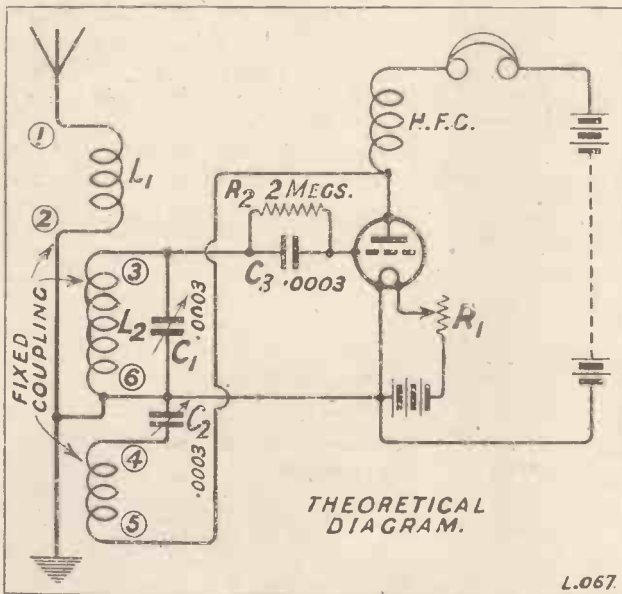 ①
L₁
②
H.F.C.
R₂ 2 MEGS.
③
C₃ .0003
L₂
C₁
.0003
R₁
⑥
FIXED
COUPLING
C₂
.0003
④
⑤
THEORETICAL
DIAGRAM.
L.067.